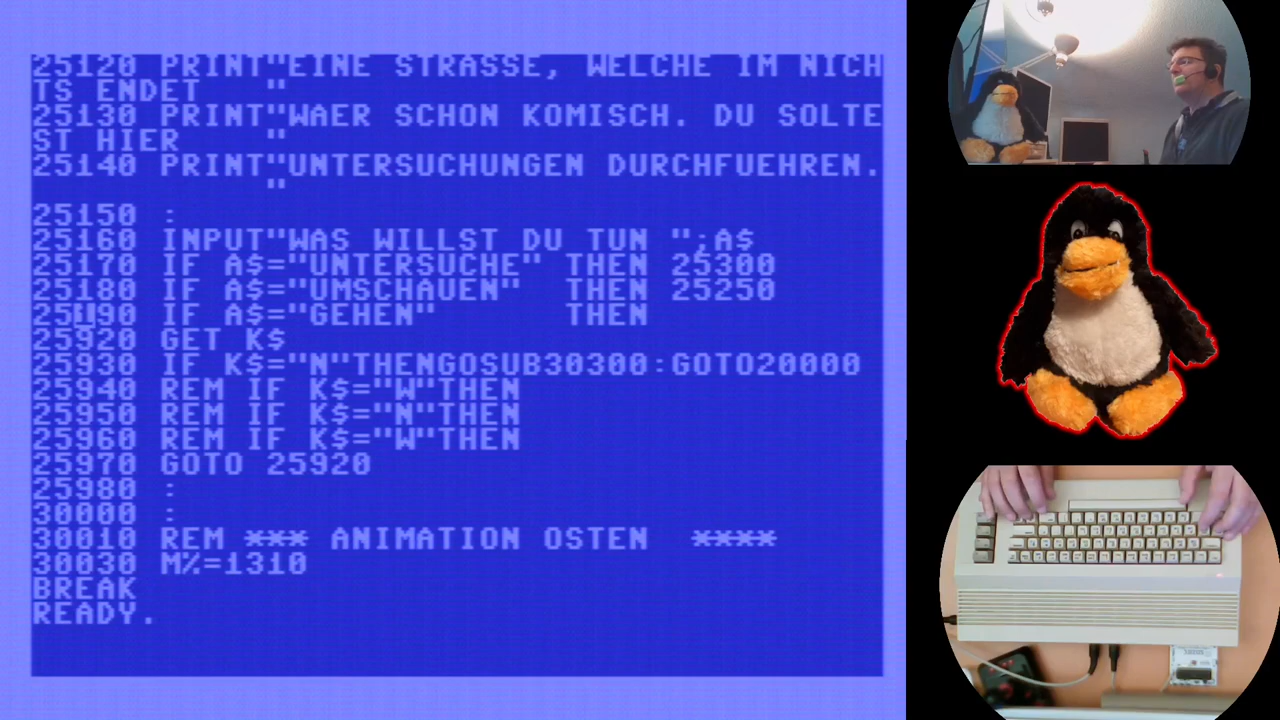 25120 PRINT"EINE STRASSE, WELCHE IM NICH
TS ENDET   "
25130 PRINT"WAER SCHON KOMISCH. DU SOLTE
ST HIER    "
25140 PRINT"UNTERSUCHUNGEN DURCHFUEHREN.
"
25150 :
25160 INPUT"WAS WILLST DU TUN ";A$
25170 IF A$="UNTERSUCHE" THEN 25300
25180 IF A$="UMSCHAUEN"  THEN 25250
25190 IF A$="GEHEN"      THEN
25920 GET K$
25930 IF K$="N"THENGOSUB30300:GOTO20000
25940 REM IF K$="W"THEN
25950 REM IF K$="N"THEN
25960 REM IF K$="W"THEN
25970 GOTO 25920
25980 :
30000 :
30010 REM *** ANIMATION OSTEN  ****
30030 M%=1310
BREAK
READY.